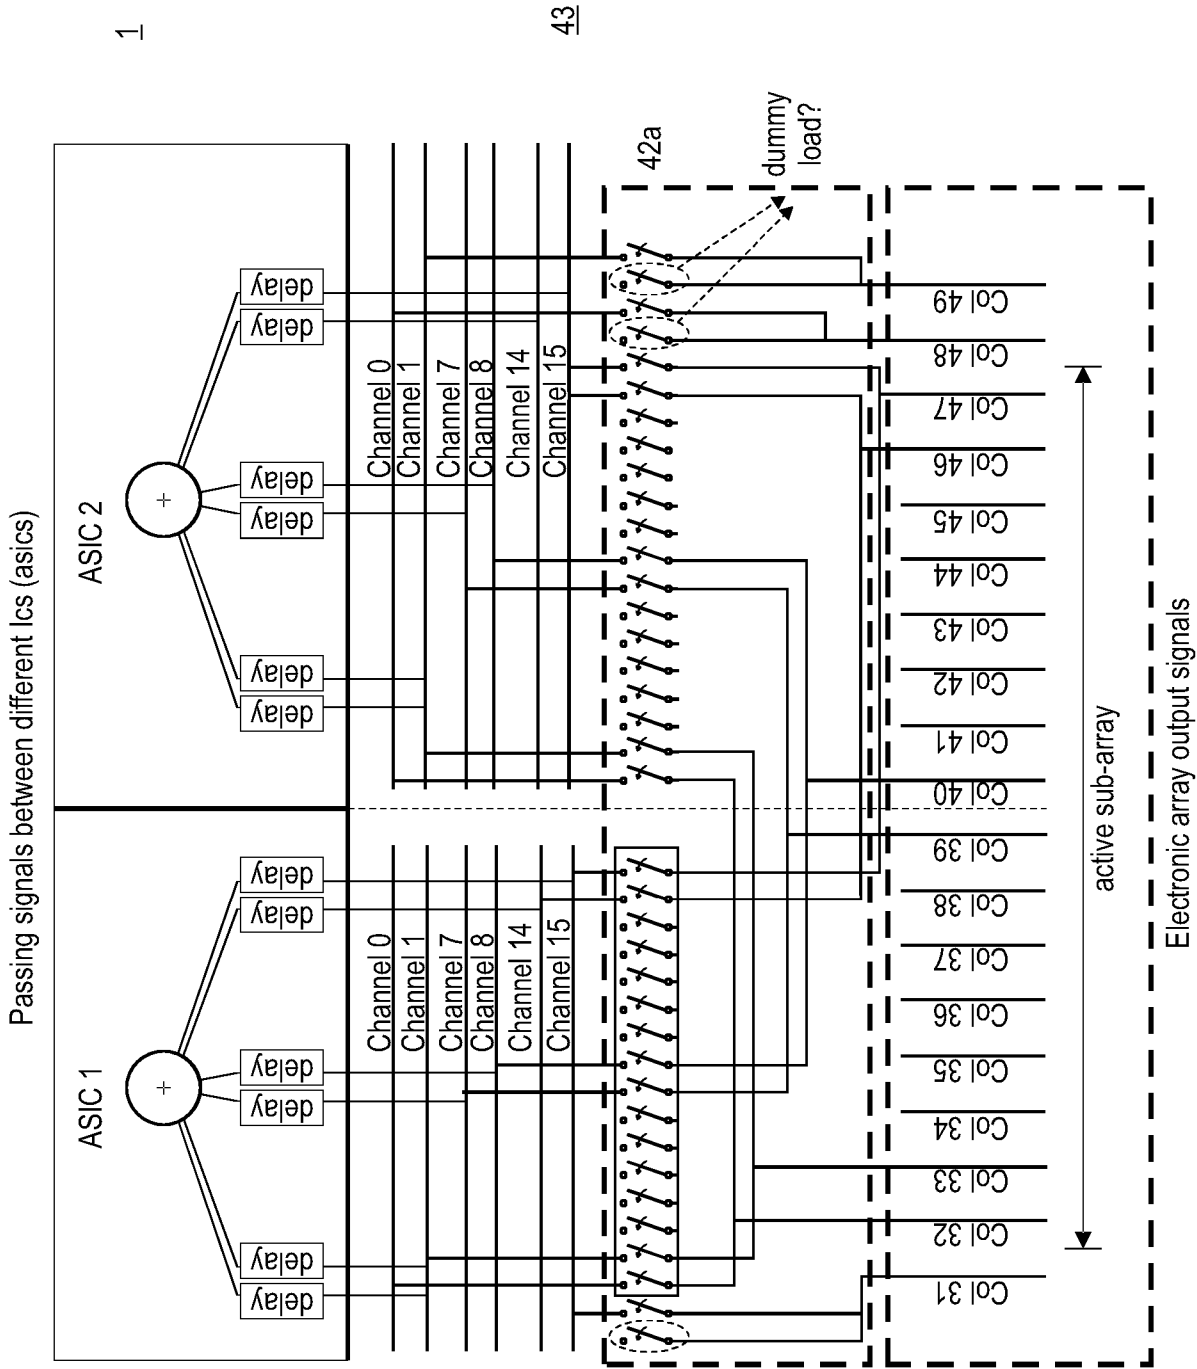 Passing signals between different Ics (asics)
1
ASIC 1
ASIC 2
delay
delay
delay
delay
delay
delay
delay
delay
delay
delay
delay
delay
43
Channel 0
Channel 1
Channel 7
Channel 8
Channel 14
Channel 15
Channel 0
Channel 1
Channel 7
Channel 8
Channel 14
Channel 15
42a
dummy
load?
Col 31
Col 32
Col 33
Col 34
Col 35
Col 36
Col 37
Col 38
Col 39
Col 40
Col 41
Col 42
Col 43
Col 44
Col 45
Col 46
Col 47
Col 48
Col 49
active sub-array
Electronic array output signals